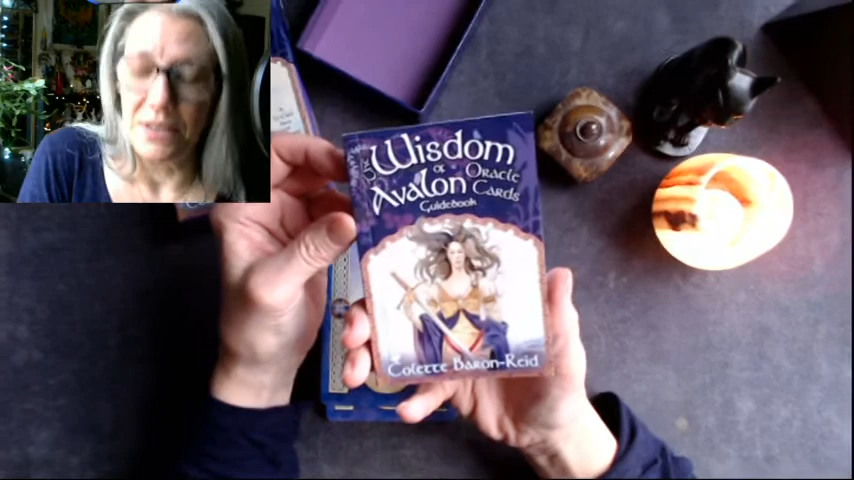 The
Wisdom
of
Avalon
Oracle
Cards
Guidebook
Colette Baron-Reid